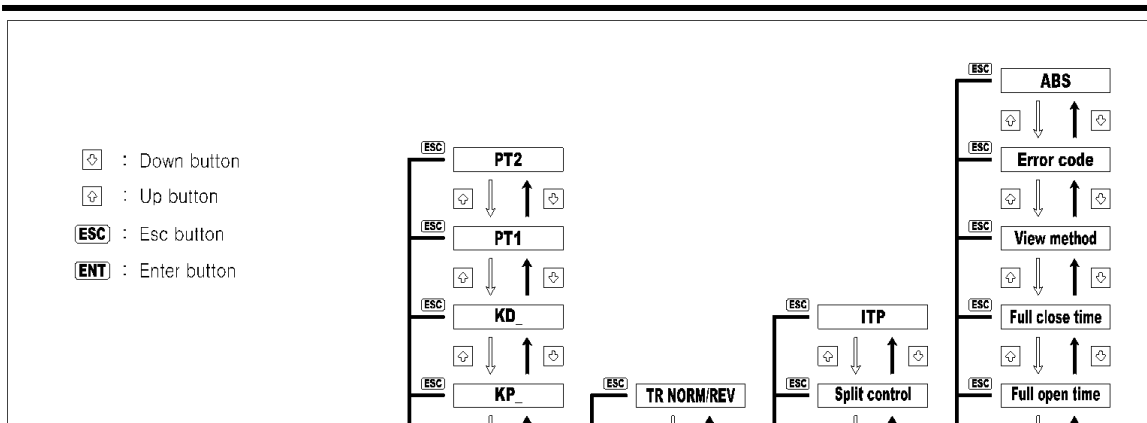 ESC ABS
: Down button
ESC PT2
ESC Error code
: Up button
ESC : Esc button
ESC PT1
ESC View method
ENT : Enter button
ESC KD_
ESC ITP
ESC Full close time
ESC KP_
ESC TR NORM/REV
ESC Split control
ESC Full open time